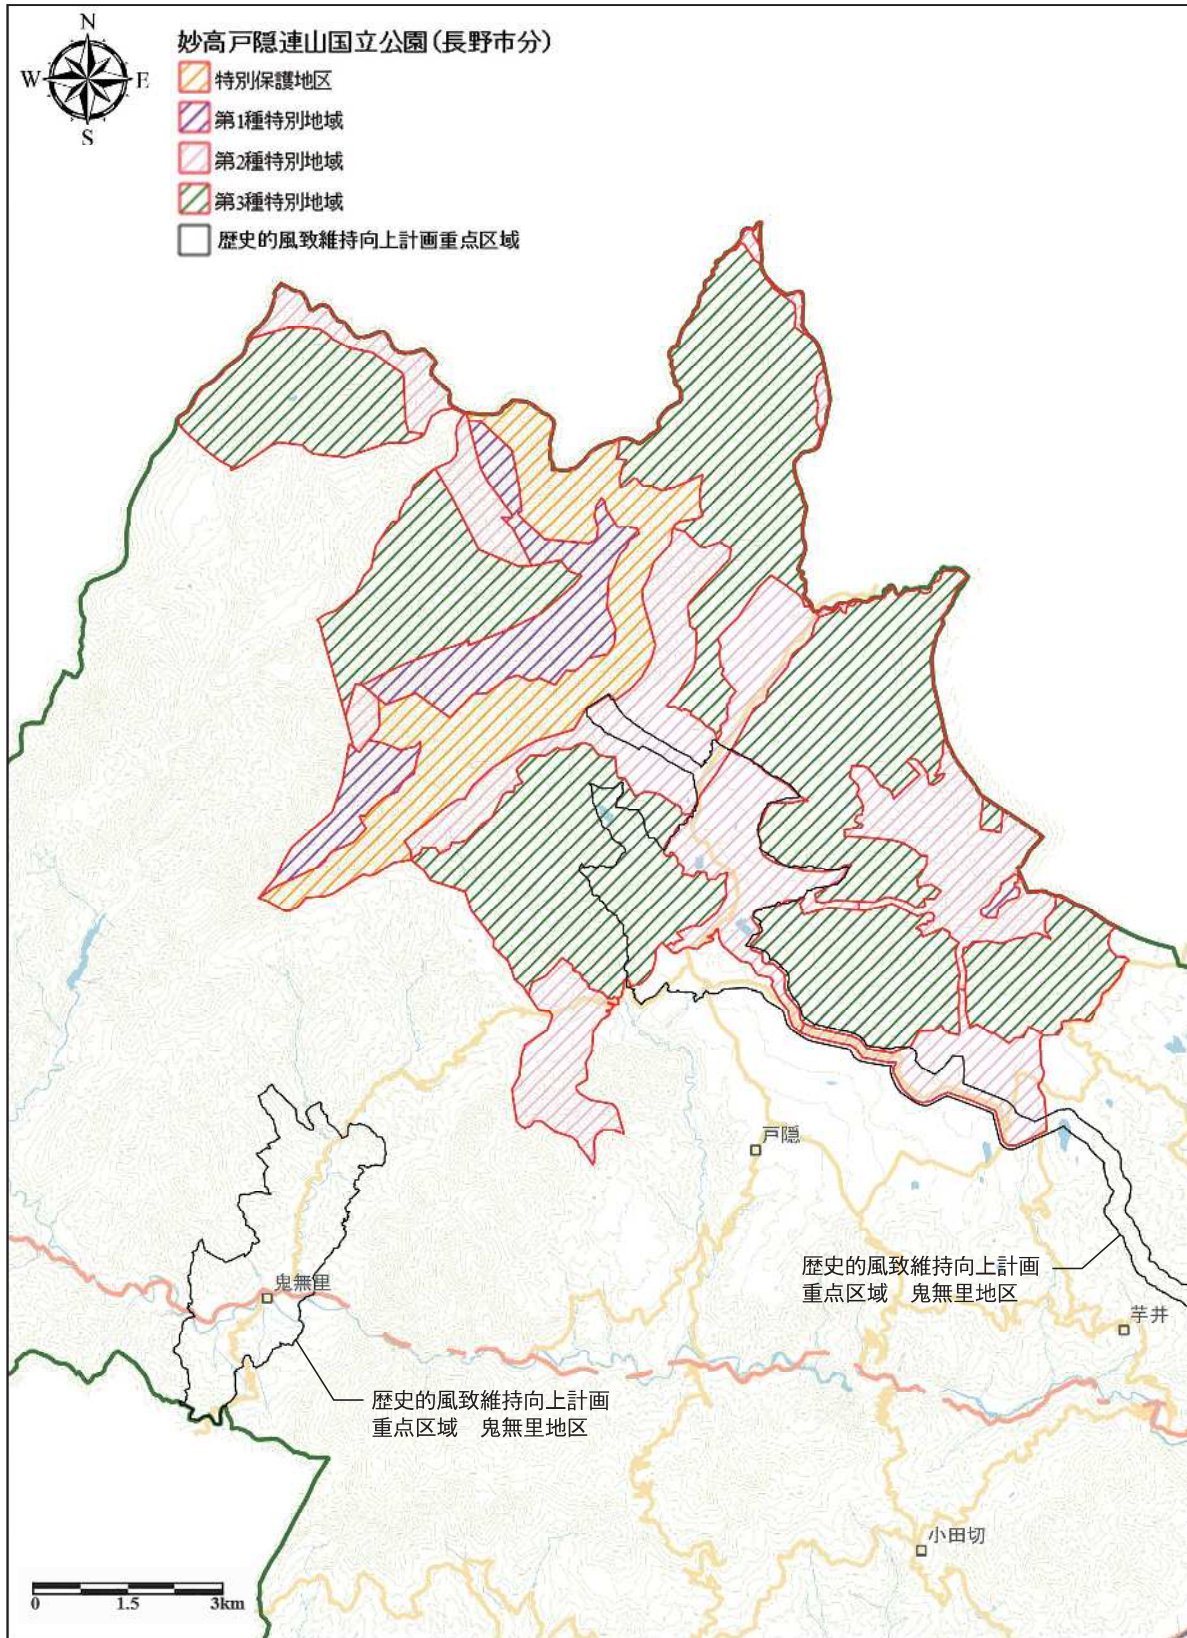 N
W
E
S
妙高戸隠連山国立公園(長野市分)
特別保護地区
第1種特別地域
第2種特別地域
第3種特別地域
歴史的風致維持向上計画重点区域
戸隠
歴史的風致維持向上計画
重点区域 鬼無里地区
鬼無里
芋井
歴史的風致維持向上計画
重点区域 鬼無里地区
小田切
0 1.5 3km